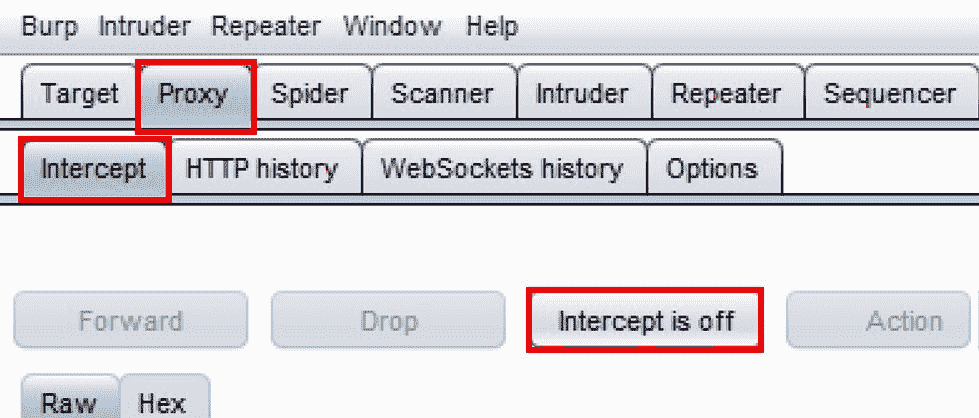 Burp Intruder Repeater Window Help
Target Proxy Spider Scanner Intruder Repeater Sequencer
Intercept HTTP history WebSockets history Options
Forward Drop Intercept is off Action
Raw Hex